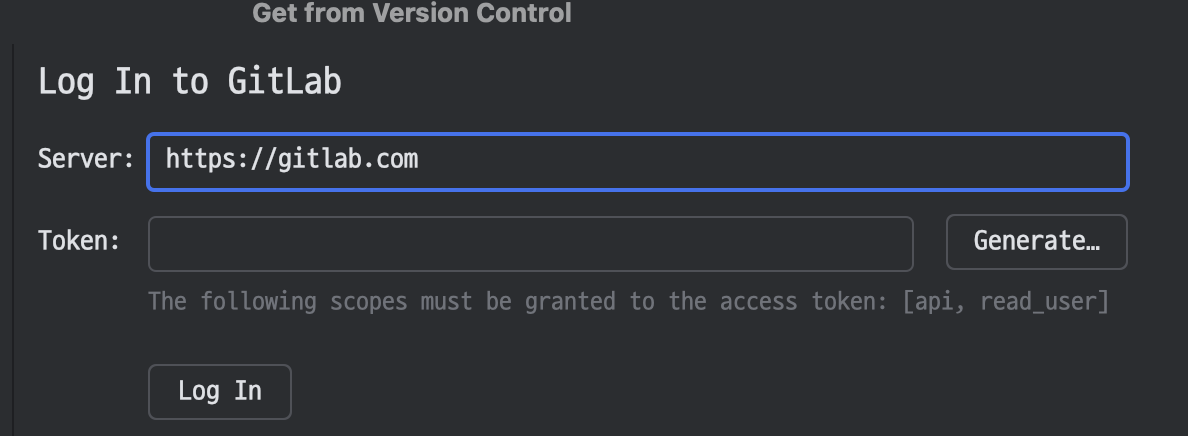 Get from Version Control
Log In to GitLab
Server: https://gitlab.com
Token: Generate…
The following scopes must be granted to the access token: [api, read_user]
Log In